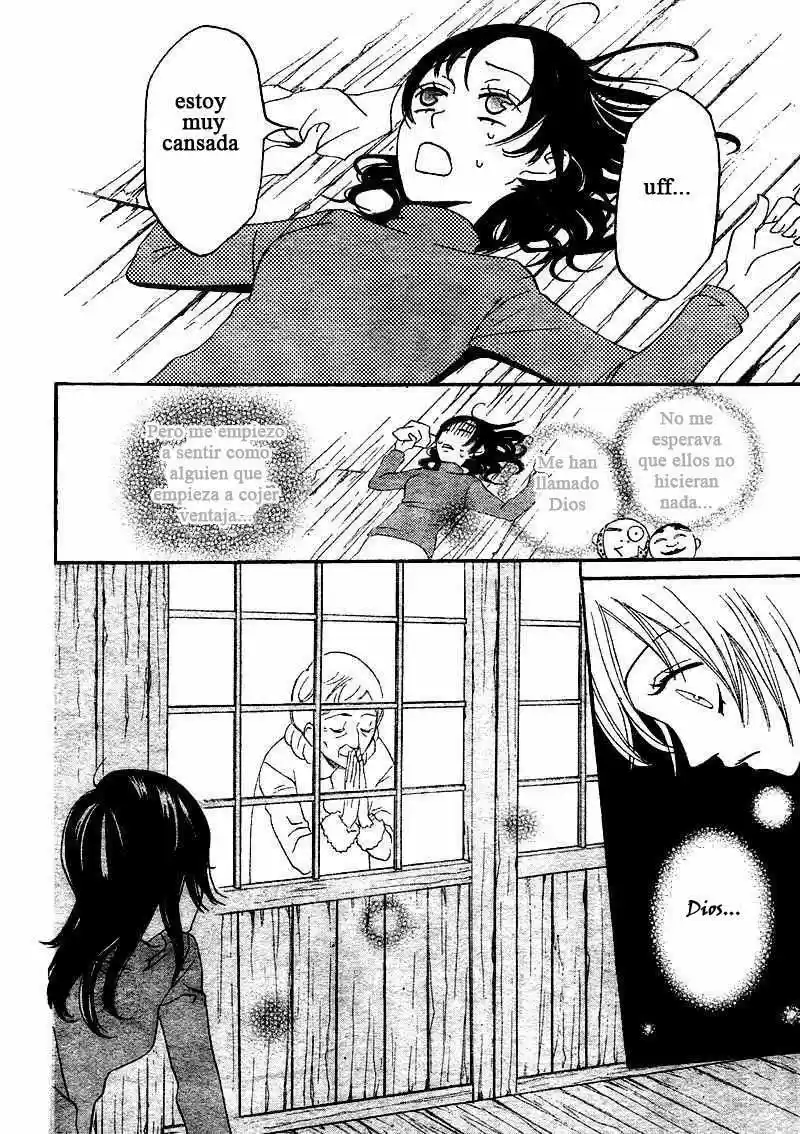 uff...
estoy
muy
cansada
No me
esperava
que ellos no
hicieran
nada...
Me han
llamado
Dios
Pero me empiezo
a sentir como
alguien que
empieza a cojer
ventaja...
Dios...